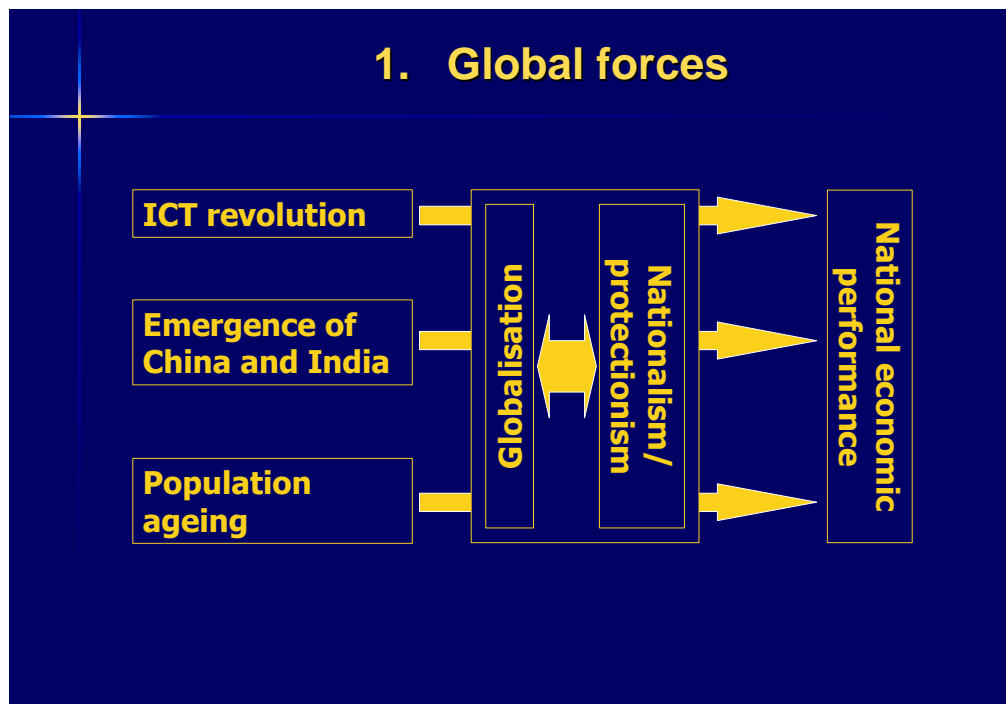 1. Global forces
ICT revolution
Emergence of
China and India
Population
ageing
Globalisation
Nationalism/
protectionism
National economic
performance